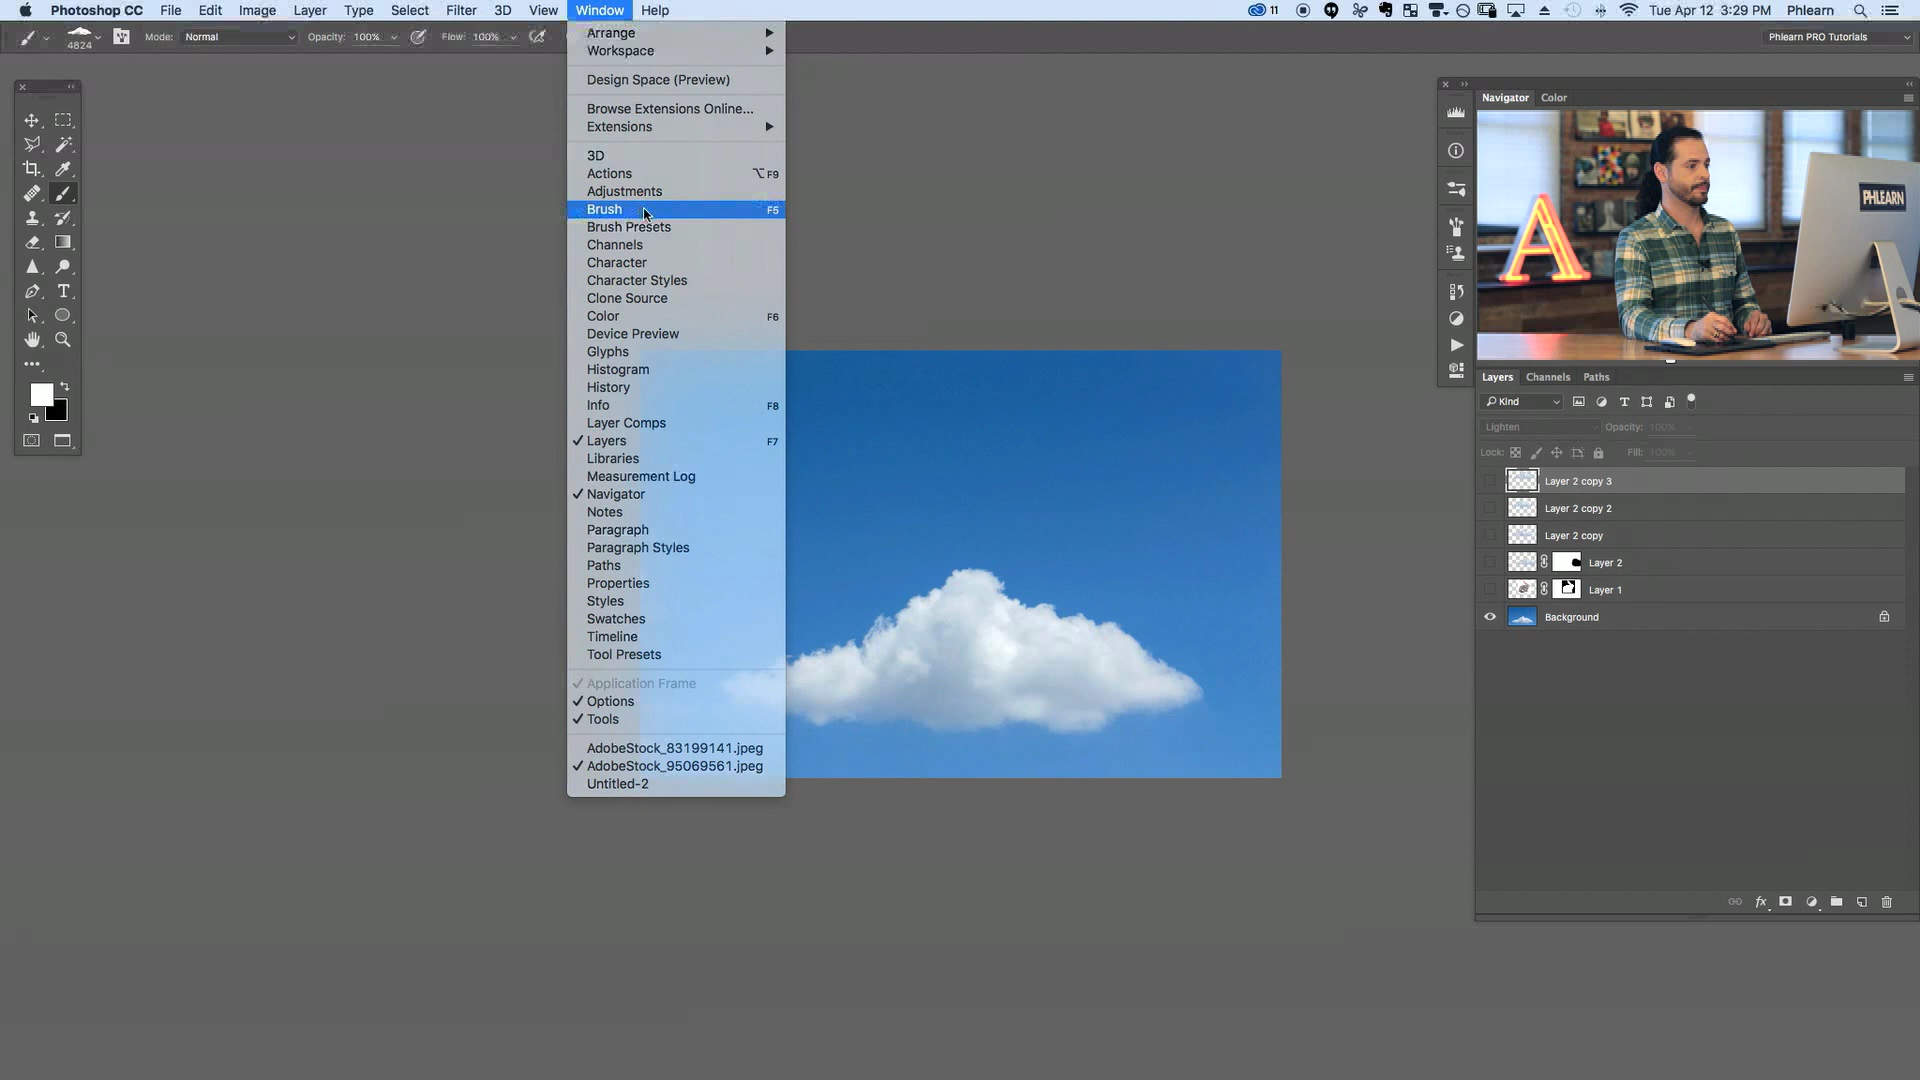 Photoshop CC File Edit Image Layer Type Select Filter 3D View Window Help 11 Tue Apr 12 3:29 PM Phlearn
4824 Mode: Normal Opacity: 100% Flow: 100% Phlearn PRO Tutorials
Arrange
Workspace
Design Space (Preview)
Browse Extensions Online...
Extensions
3D
Actions ⌥F9
Adjustments
Brush F5
Brush Presets
Channels
Character
Character Styles
Clone Source
Color F6
Device Preview
Glyphs
Histogram
History
Info F8
Layer Comps
✓ Layers F7
Libraries
Measurement Log
✓ Navigator
Notes
Paragraph
Paragraph Styles
Paths
Properties
Styles
Swatches
Timeline
Tool Presets
✓ Application Frame
✓ Options
✓ Tools
AdobeStock_83199141.jpeg
✓ AdobeStock_95069561.jpeg
Untitled-2
Navigator Color
A
PHLEARN
Layers Channels Paths
Kind
Lighten Opacity: 100%
Lock: Fill: 100%
Layer 2 copy 3
Layer 2 copy 2
Layer 2 copy
Layer 2
Layer 1
Background
fx